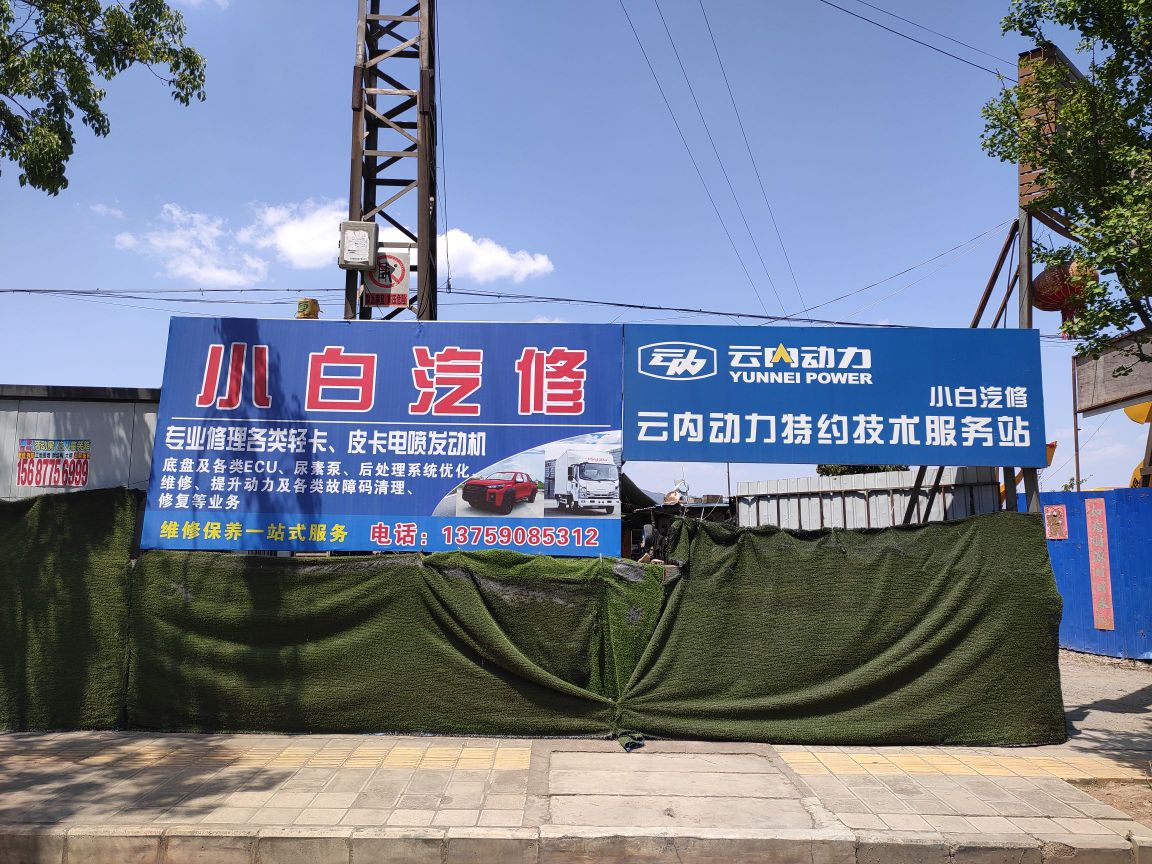 小白汽修
专业修理各类轻卡、皮卡电喷发动机
底盘及各类ECU、尿素泵、后处理系统优化、
维修、提升动力及各类故障码清理、
修复等业务
维修保养一站式服务 电话：13759085312
云内动力
YUNNEI POWER
小白汽修
云内动力特约技术服务站
15687756999